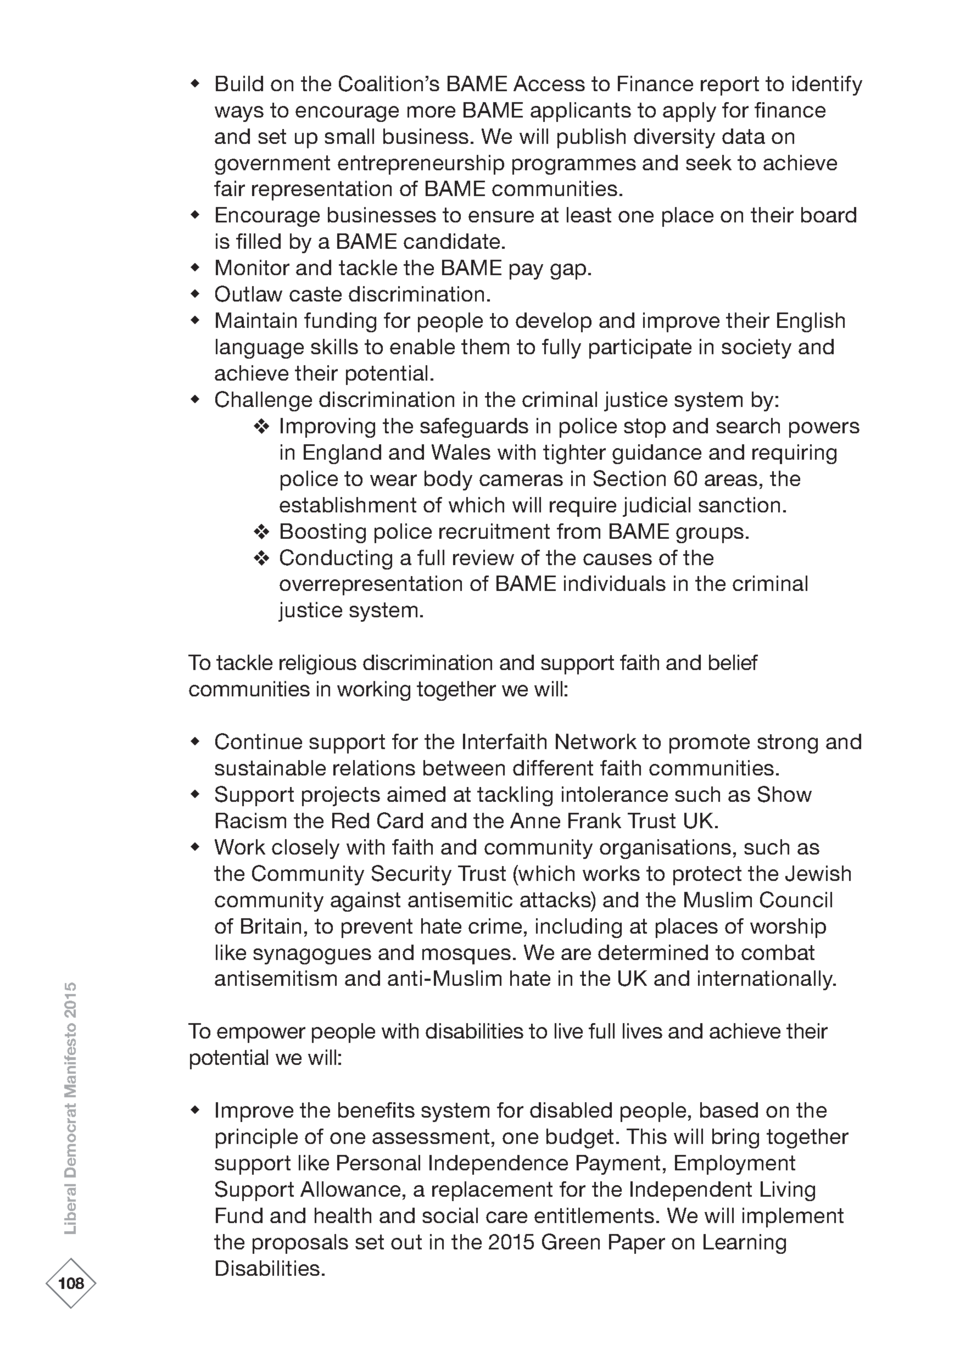 ◆ Build on the Coalition’s BAME Access to Finance report to identify
ways to encourage more BAME applicants to apply for finance
and set up small business. We will publish diversity data on
government entrepreneurship programmes and seek to achieve
fair representation of BAME communities.
◆ Encourage businesses to ensure at least one place on their board
is filled by a BAME candidate.
◆ Monitor and tackle the BAME pay gap.
◆ Outlaw caste discrimination.
◆ Maintain funding for people to develop and improve their English
language skills to enable them to fully participate in society and
achieve their potential.
◆ Challenge discrimination in the criminal justice system by:
❖ Improving the safeguards in police stop and search powers
in England and Wales with tighter guidance and requiring
police to wear body cameras in Section 60 areas, the
establishment of which will require judicial sanction.
❖ Boosting police recruitment from BAME groups.
❖ Conducting a full review of the causes of the
overrepresentation of BAME individuals in the criminal
justice system.
To tackle religious discrimination and support faith and belief
communities in working together we will:
◆ Continue support for the Interfaith Network to promote strong and
sustainable relations between different faith communities.
◆ Support projects aimed at tackling intolerance such as Show
Racism the Red Card and the Anne Frank Trust UK.
◆ Work closely with faith and community organisations, such as
the Community Security Trust (which works to protect the Jewish
community against antisemitic attacks) and the Muslim Council
of Britain, to prevent hate crime, including at places of worship
like synagogues and mosques. We are determined to combat
antisemitism and anti-Muslim hate in the UK and internationally.
To empower people with disabilities to live full lives and achieve their
potential we will:
◆ Improve the benefits system for disabled people, based on the
principle of one assessment, one budget. This will bring together
support like Personal Independence Payment, Employment
Support Allowance, a replacement for the Independent Living
Fund and health and social care entitlements. We will implement
the proposals set out in the 2015 Green Paper on Learning
Disabilities.
Liberal Democrat Manifesto 2015
108